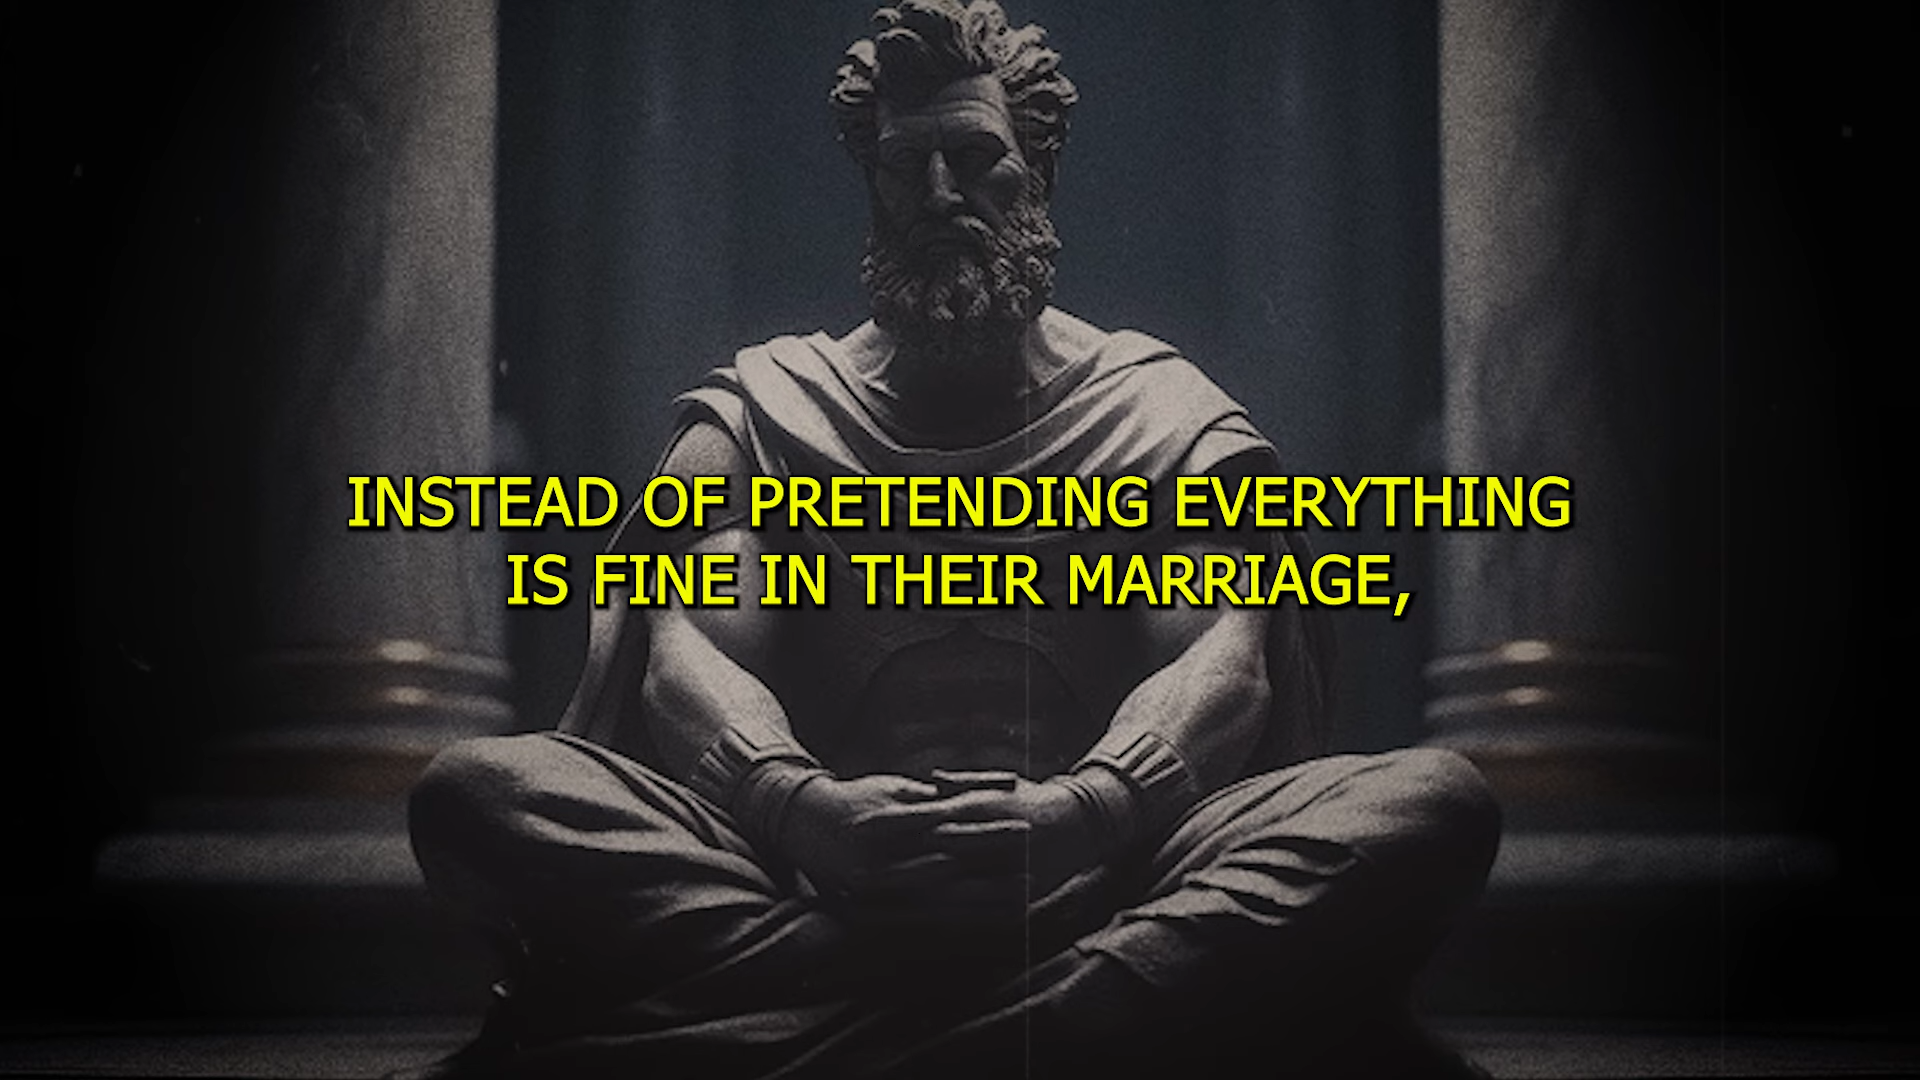 INSTEAD OF PRETENDING EVERYTHING
IS FINE IN THEIR MARRIAGE,